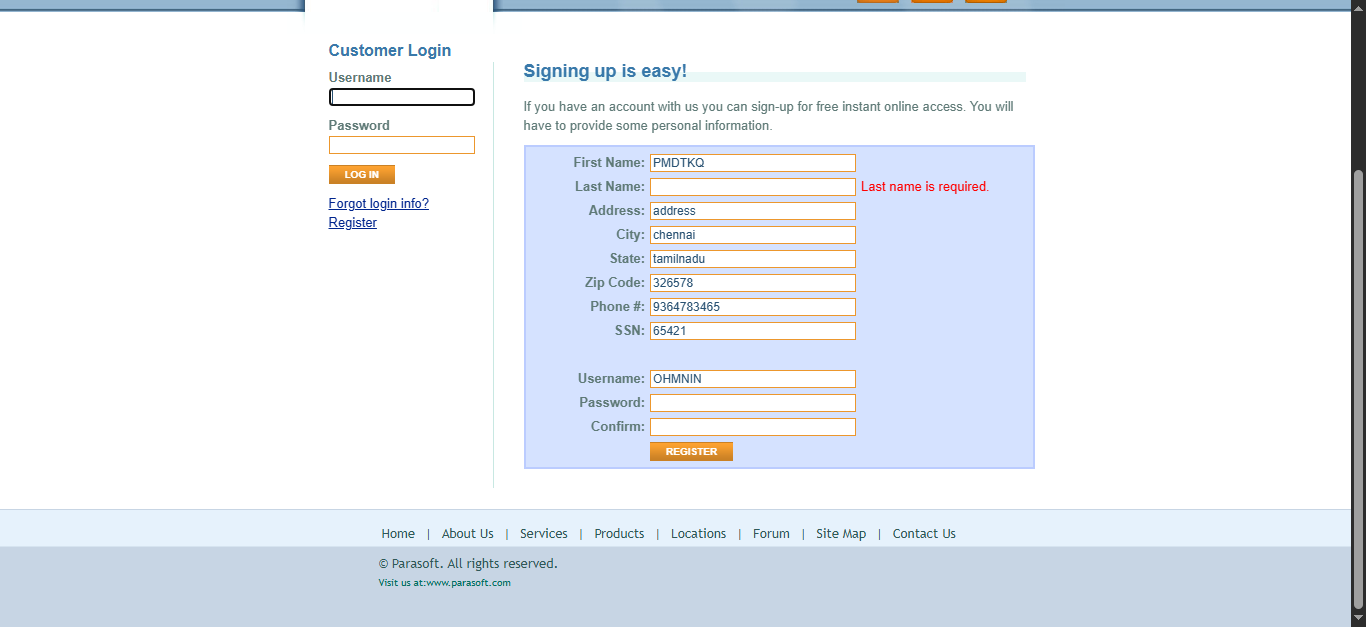 Customer Login
Username
Password
LOG IN
Forgot login info?
Register
Signing up is easy!
If you have an account with us you can sign-up for free instant online access. You will
have to provide some personal information.
First Name: PMDTKQ
Last Name: Last name is required.
Address: address
City: chennai
State: tamilnadu
Zip Code: 326578
Phone #: 9364783465
SSN: 65421
Username: OHMNIN
Password:
Confirm:
REGISTER
Home | About Us | Services | Products | Locations | Forum | Site Map | Contact Us
© Parasoft. All rights reserved.
Visit us at:www.parasoft.com